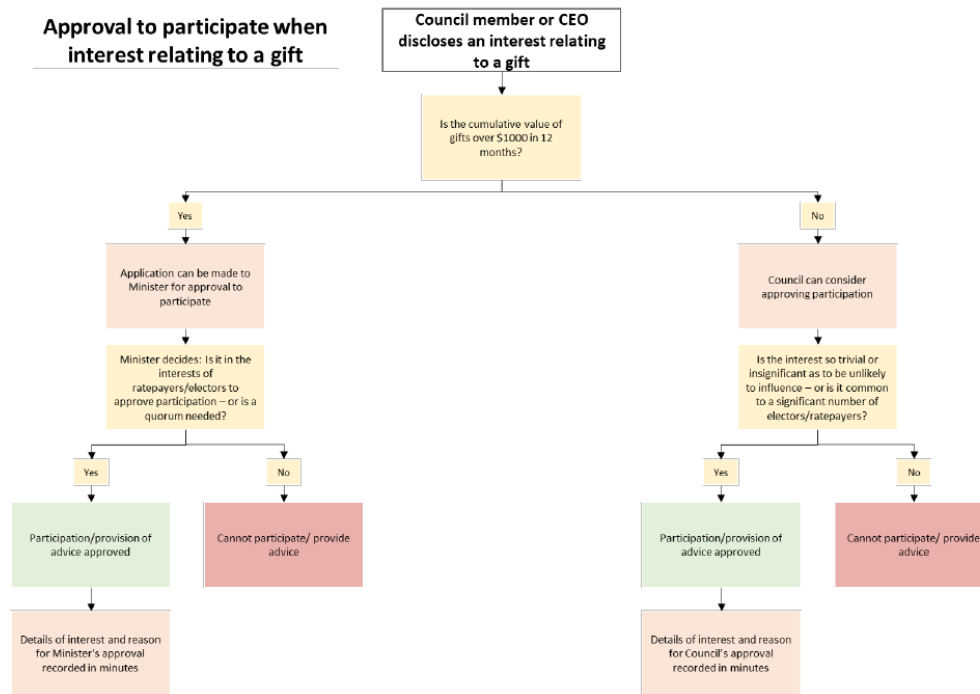 Approval to participate when
interest relating to a gift
Council member or CEO
discloses an interest relating
to a gift
Is the cumulative value of
gifts over $1000 in 12
months?
Yes
No
Application can be made to
Minister for approval to
participate
Council can consider
approving participation
Minister decides: Is it in the
interests of
ratepayers/electors to
approve participation – or is a
quorum needed?
Is the interest so trivial or
insignificant as to be unlikely
to influence – or is it common
to a significant number of
electors/ratepayers?
Yes
No
Yes
No
Participation/provision of
advice approved
Cannot participate/ provide
advice
Participation/provision of
advice approved
Cannot participate/ provide
advice
Details of interest and reason
for Minister's approval
recorded in minutes
Details of interest and reason
for Council's approval
recorded in minutes